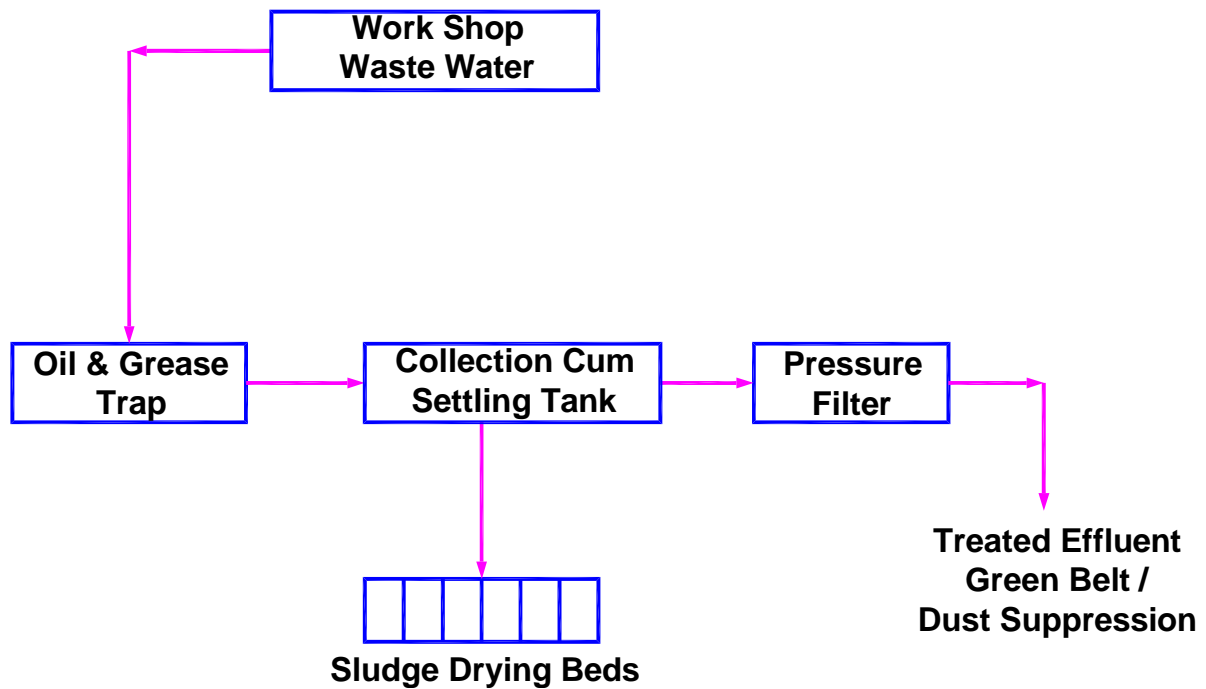 Work Shop
Waste Water
Oil & Grease
Trap
Collection Cum
Settling Tank
Pressure
Filter
Treated Effluent
Green Belt /
Dust Suppression
Sludge Drying Beds